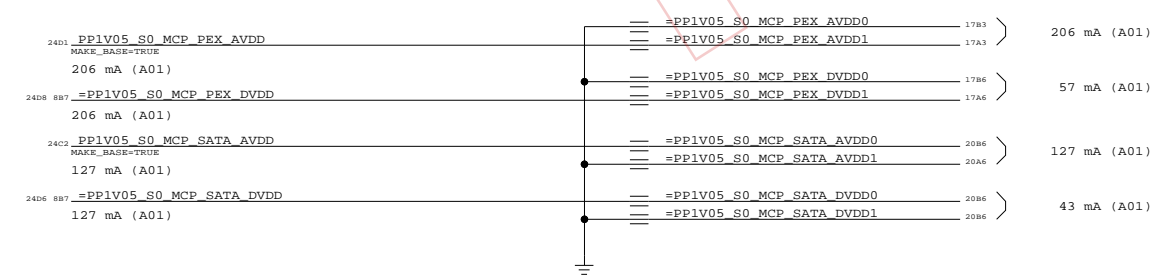 =PP1V05_S0_MCP_PEX_AVDD0 17B3
206 mA (A01)
24D1 PP1V05_S0_MCP_PEX_AVDD
=PP1V05_S0_MCP_PEX_AVDD1 17A3
MAKE_BASE=TRUE
206 mA (A01)
=PP1V05_S0_MCP_PEX_DVDD0 17B6
57 mA (A01)
24D8 8B7 =PP1V05_S0_MCP_PEX_DVDD
=PP1V05_S0_MCP_PEX_DVDD1 17A6
206 mA (A01)
24C2 PP1V05_S0_MCP_SATA_AVDD
=PP1V05_S0_MCP_SATA_AVDD0 20B6
MAKE_BASE=TRUE
127 mA (A01)
=PP1V05_S0_MCP_SATA_AVDD1 20A6
127 mA (A01)
24D6 8B7 =PP1V05_S0_MCP_SATA_DVDD
=PP1V05_S0_MCP_SATA_DVDD0 20B6
43 mA (A01)
127 mA (A01)
=PP1V05_S0_MCP_SATA_DVDD1 20B6